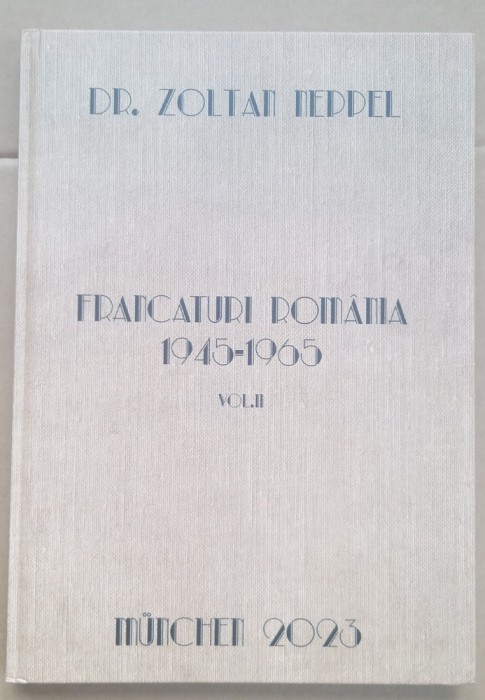 DR. ZOLTAN NEPPEL
FRANCATURI ROMÂNIA
1945-1965
VOL.II
MÜNCHEN 2023